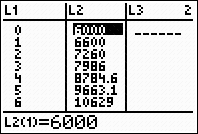 L1 L2 L3 2
0 6000 ------
1 6600
2 7260
3 7986
4 8784.6
5 9663.1
6 10629
L2(1)=6000